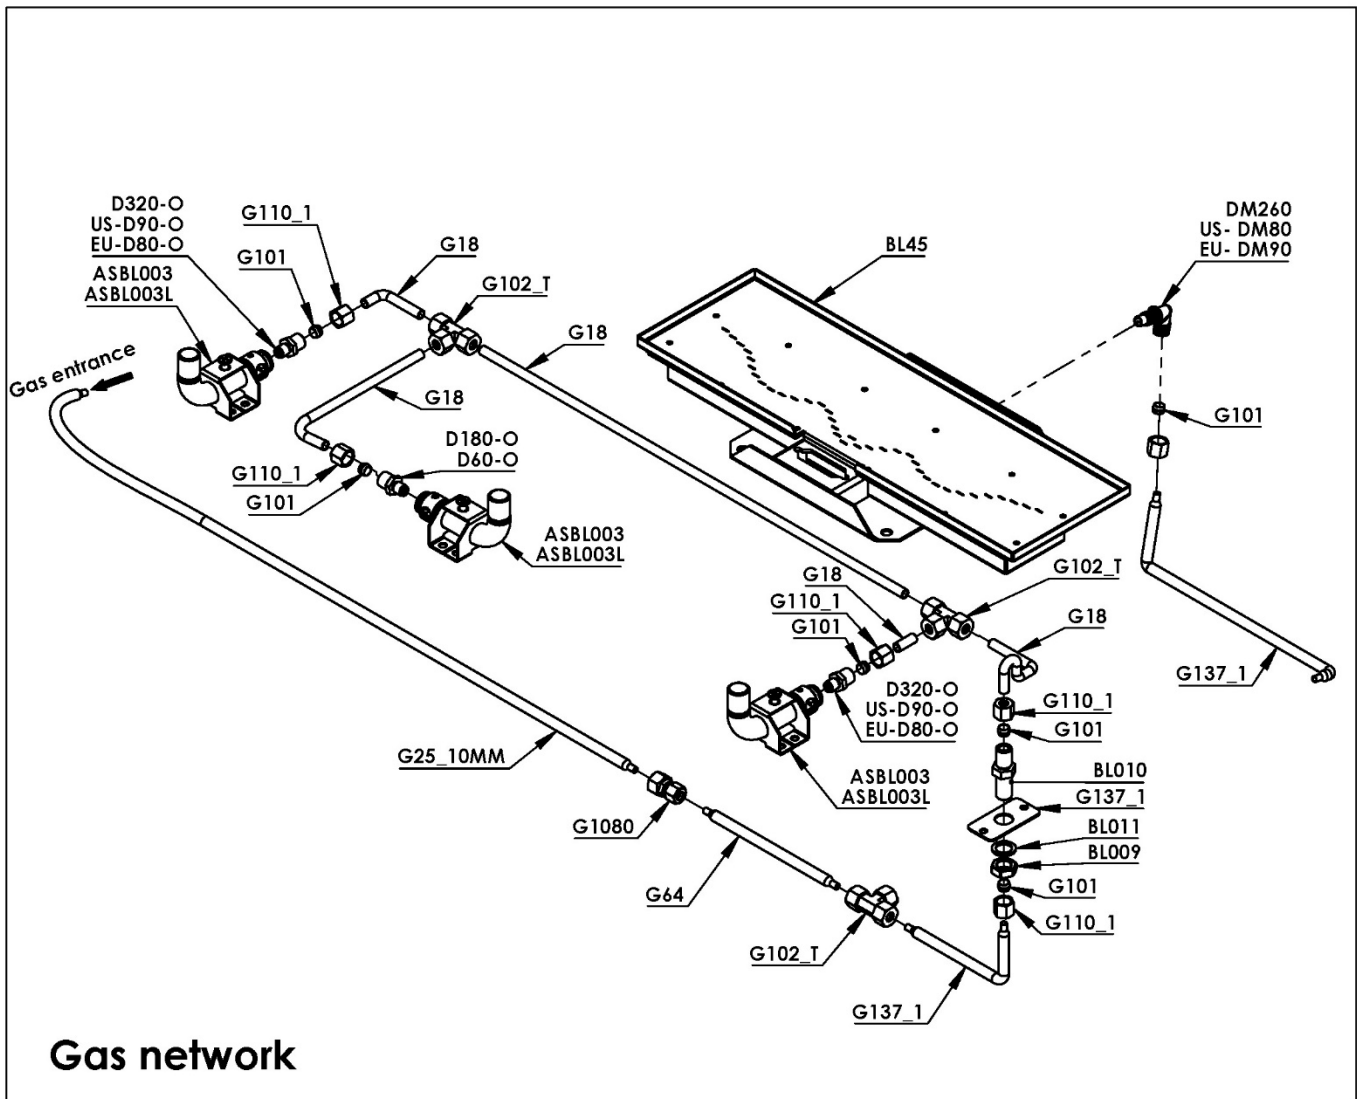 D320-O
US-D90-O
EU-D80-O
ASBL003
ASBL003L
G110_1
G101
G18
G102_T
G18
BL45
DM260
US- DM80
EU- DM90
Gas entrance
G18
G101
D180-O
D60-O
G110_1
G101
ASBL003
ASBL003L
G18
G110_1
G101
G102_T
G18
G137_1
D320-O
US-D90-O
EU-D80-O
G110_1
G101
G25_10MM
ASBL003
ASBL003L
BL010
G137_1
BL011
BL009
G1080
G101
G64
G110_1
G102_T
G137_1
Gas network